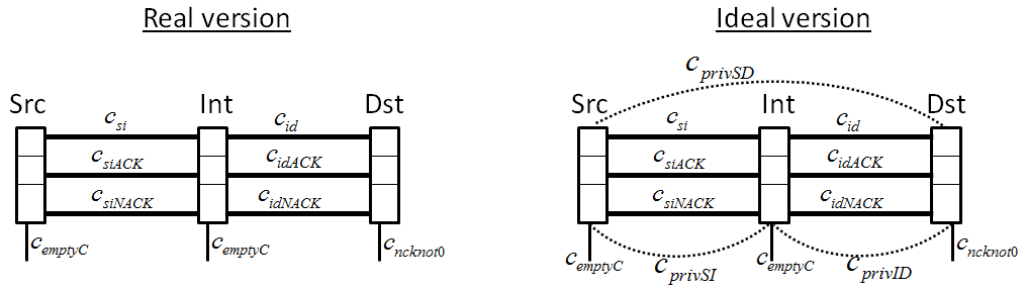 Real version
Src Int Dst
c_si c_id
c_siACK c_idACK
c_siNACK c_idNACK
c_emptyC c_emptyC c_ncknot0
Ideal version
c_privSD
Src Int Dst
c_si c_id
c_siACK c_idACK
c_siNACK c_idNACK
c_emptyC c_privSI c_emptyC c_privID c_ncknot0